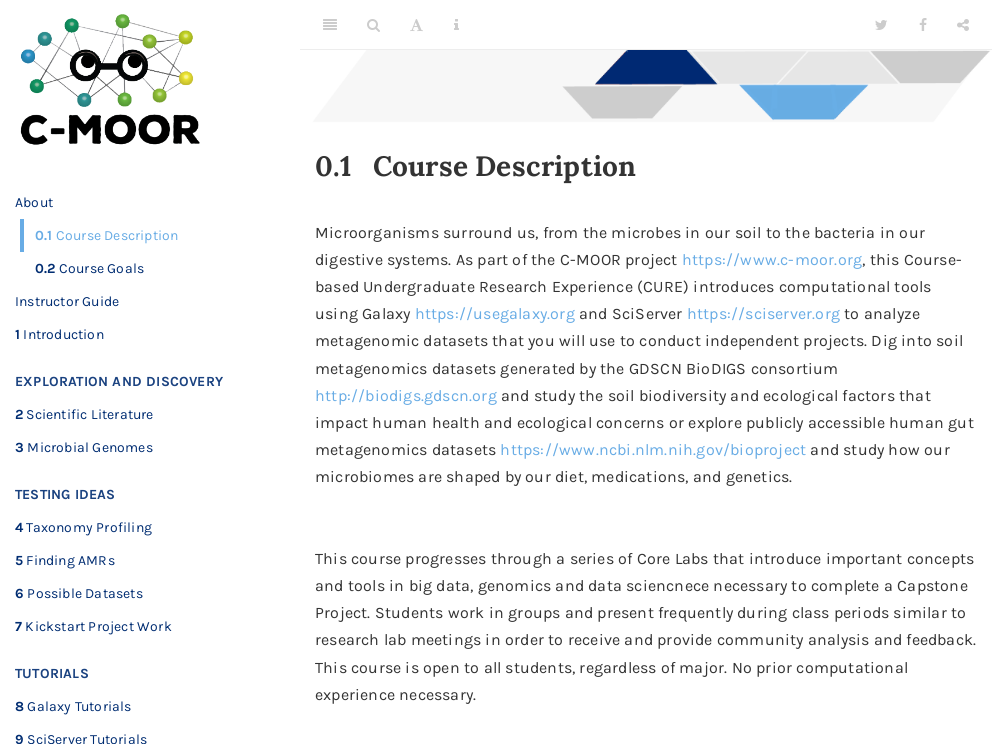 C-MOOR
About
0.1 Course Description
0.2 Course Goals
Instructor Guide
1 Introduction
EXPLORATION AND DISCOVERY
2 Scientific Literature
3 Microbial Genomes
TESTING IDEAS
4 Taxonomy Profiling
5 Finding AMRs
6 Possible Datasets
7 Kickstart Project Work
TUTORIALS
8 Galaxy Tutorials
9 SciServer Tutorials
0.1 Course Description
Microorganisms surround us, from the microbes in our soil to the bacteria in our
digestive systems. As part of the C-MOOR project https://www.c-moor.org, this Course-
based Undergraduate Research Experience (CURE) introduces computational tools
using Galaxy https://usegalaxy.org and SciServer https://sciserver.org to analyze
metagenomic datasets that you will use to conduct independent projects. Dig into soil
metagenomics datasets generated by the GDSCN BioDIGS consortium
http://biodigs.gdscn.org and study the soil biodiversity and ecological factors that
impact human health and ecological concerns or explore publicly accessible human gut
metagenomics datasets https://www.ncbi.nlm.nih.gov/bioproject and study how our
microbiomes are shaped by our diet, medications, and genetics.
This course progresses through a series of Core Labs that introduce important concepts
and tools in big data, genomics and data sciencnece necessary to complete a Capstone
Project. Students work in groups and present frequently during class periods similar to
research lab meetings in order to receive and provide community analysis and feedback.
This course is open to all students, regardless of major. No prior computational
experience necessary.